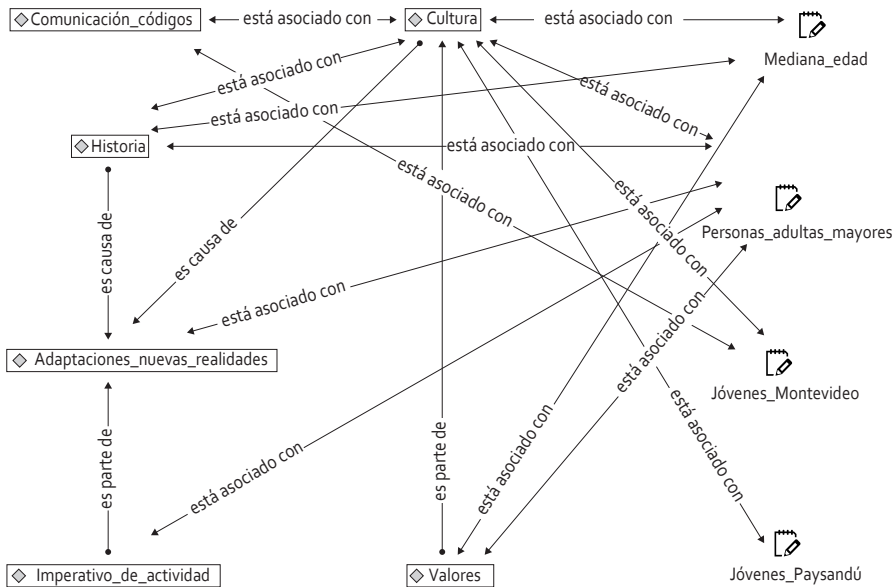 Comunicación_códigos
está asociado con
Cultura
está asociado con
Mediana_edad
está asociado con
está asociado con
está asociado con
Historia
está asociado con
está asociado con
está asociado con
Personas_adultas_mayores
es causa de
es causa de
está asociado con
está asociado con
Adaptaciones_nuevas_realidades
Jóvenes_Montevideo
es parte de
está asociado con
es parte de
está asociado con
está asociado con
Imperativo_de_actividad
Valores
Jóvenes_Paysandú